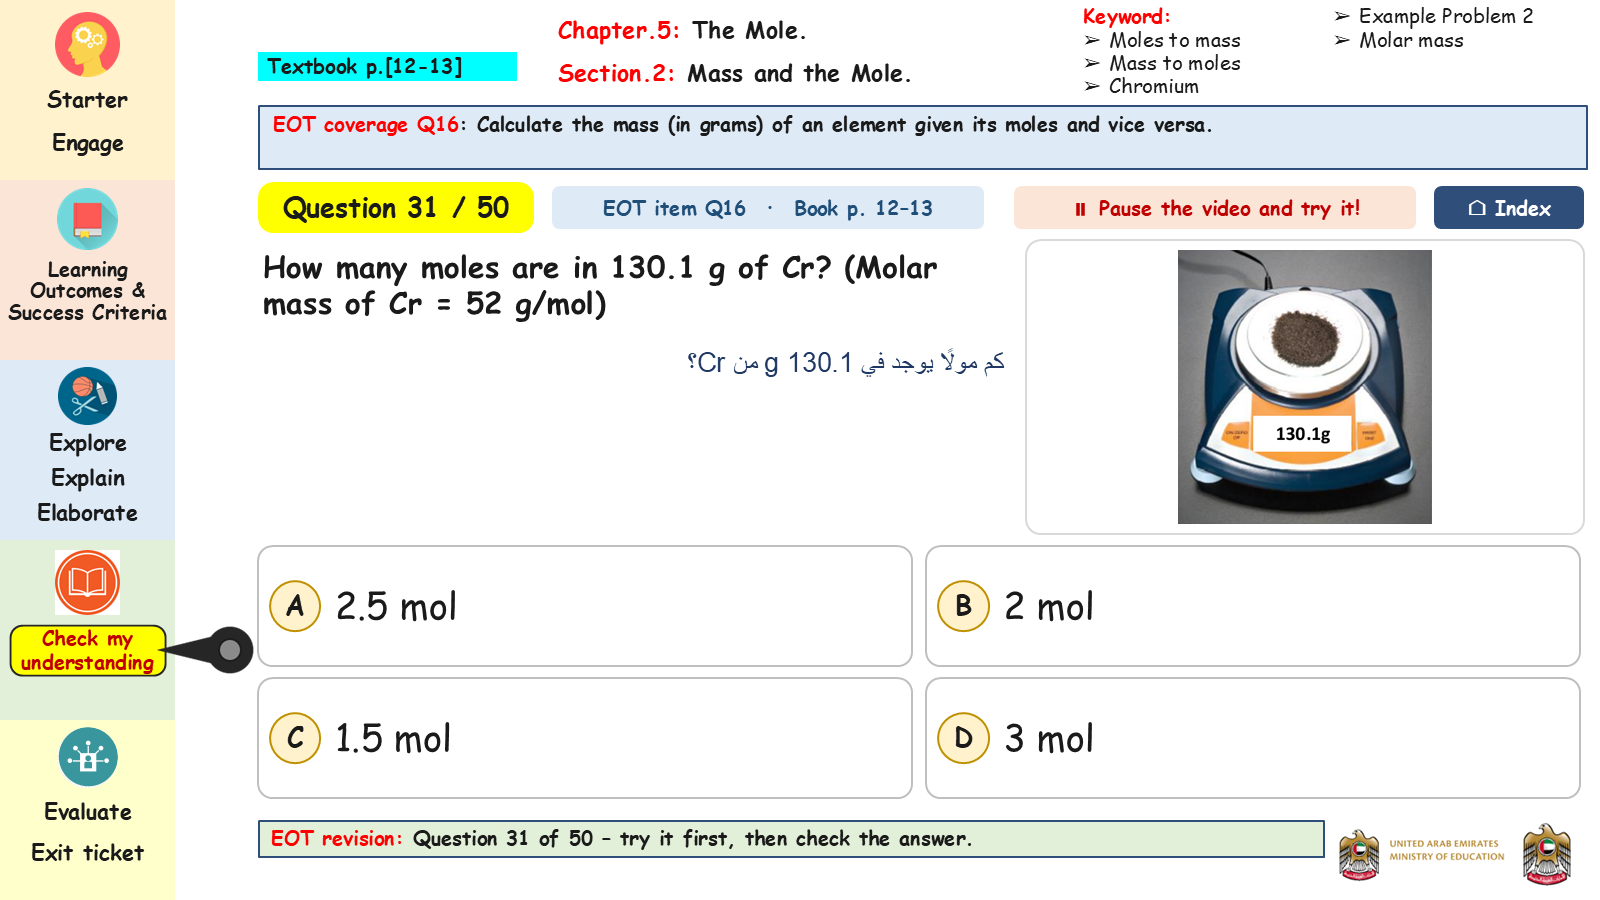 Starter
Engage
Learning
Outcomes &
Success Criteria
Explore
Explain
Elaborate
Check my
understanding
Evaluate
Exit ticket
Textbook p.[12-13]
Chapter.5: The Mole.
Section.2: Mass and the Mole.
Keyword:
➢ Moles to mass
➢ Mass to moles
➢ Chromium
➢ Example Problem 2
➢ Molar mass
EOT coverage Q16: Calculate the mass (in grams) of an element given its moles and vice versa.
Question 31 / 50
EOT item Q16 · Book p. 12–13
⏸ Pause the video and try it!
Index
How many moles are in 130.1 g of Cr? (Molar
mass of Cr = 52 g/mol)
كم مولًا يوجد في 130.1 g من Cr؟
130.1g
A 2.5 mol
B 2 mol
C 1.5 mol
D 3 mol
EOT revision: Question 31 of 50 – try it first, then check the answer.
UNITED ARAB EMIRATES
MINISTRY OF EDUCATION